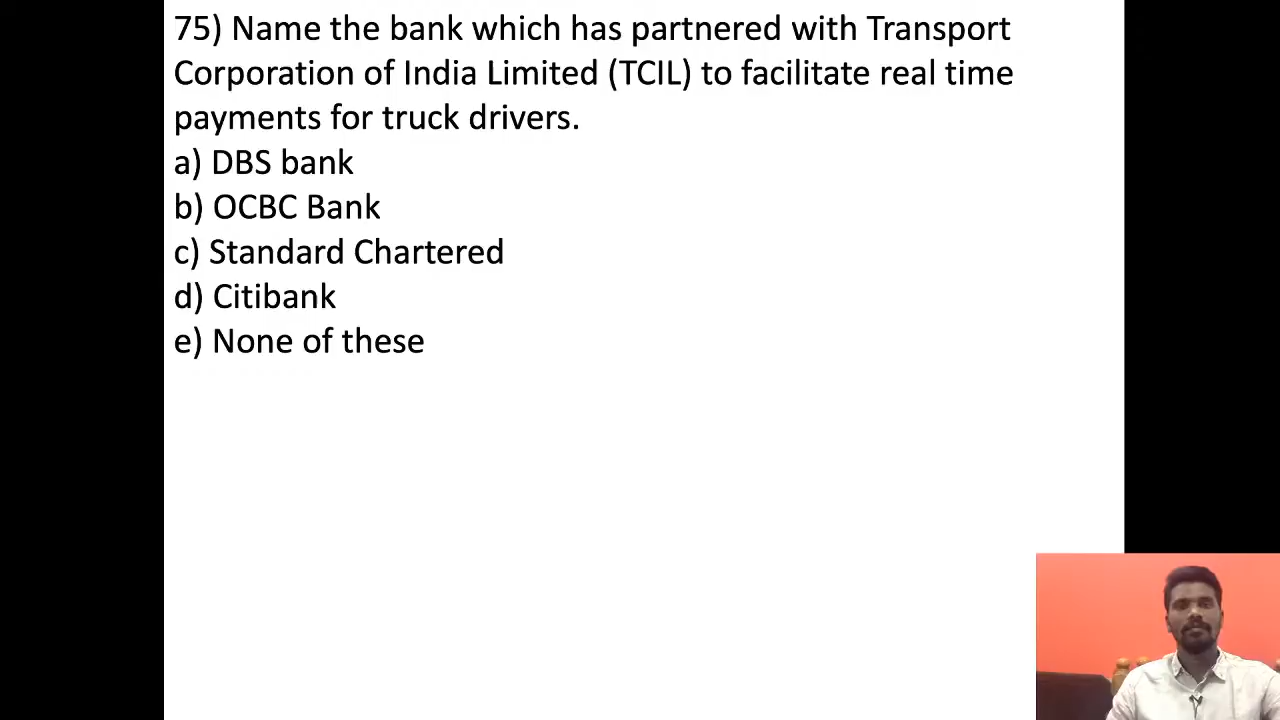 75) Name the bank which has partnered with Transport
Corporation of India Limited (TCIL) to facilitate real time
payments for truck drivers.
a) DBS bank
b) OCBC Bank
c) Standard Chartered
d) Citibank
e) None of these